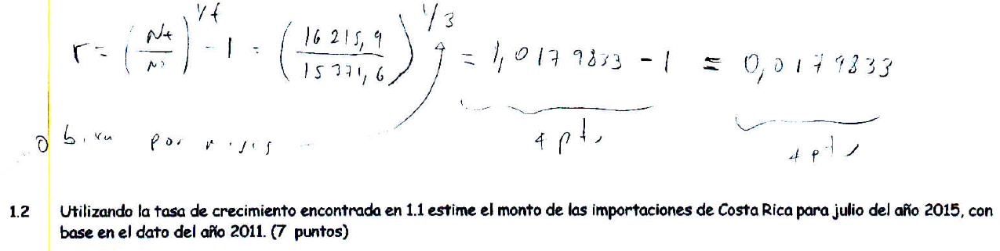 r = (Nt/N)^1/t - 1 = (16 215,9 / 15 371,6)^1/3 = 1,0179833 - 1 = 0,0179833
4 pts
4 pts
por
1.2 Utilizando la tasa de crecimiento encontrada en 1.1 estime el monto de las importaciones de Costa Rica para julio del año 2015, con
base en el dato del año 2011. (7 puntos)